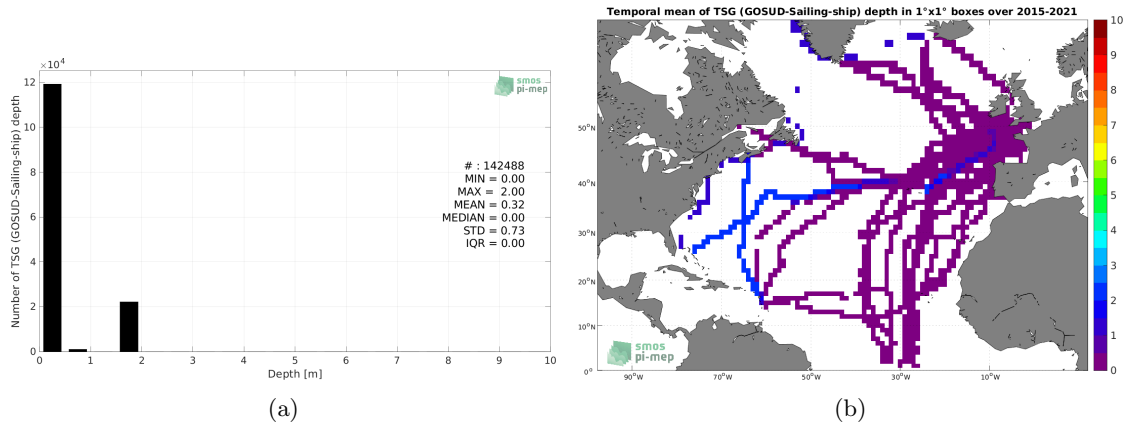 ×10⁴
12
10
8
6
4
2
0
Number of TSG (GOSUD-Sailing-ship) depth
smos
pi-mep
# : 142488
MIN = 0.00
MAX = 2.00
MEAN = 0.32
MEDIAN = 0.00
STD = 0.73
IQR = 0.00
0 1 2 3 4 5 6 7 8 9 10
Depth [m]
(a)
Temporal mean of TSG (GOSUD-Sailing-ship) depth in 1°x1° boxes over 2015-2021
50°N
40°N
30°N
20°N
10°N
0°
90°W 70°W 50°W 30°W 10°W
smos
pi-mep
10
9
8
7
6
5
4
3
2
1
0
(b)